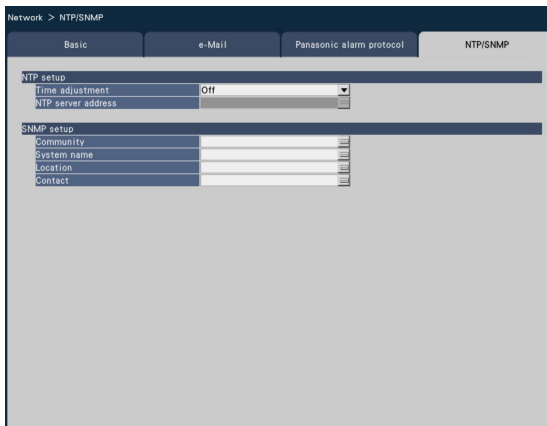 Network > NTP/SNMP
Basic e-Mail Panasonic alarm protocol NTP/SNMP
NTP setup
Time adjustment Off
NTP server address
SNMP setup
Community
System name
Location
Contact